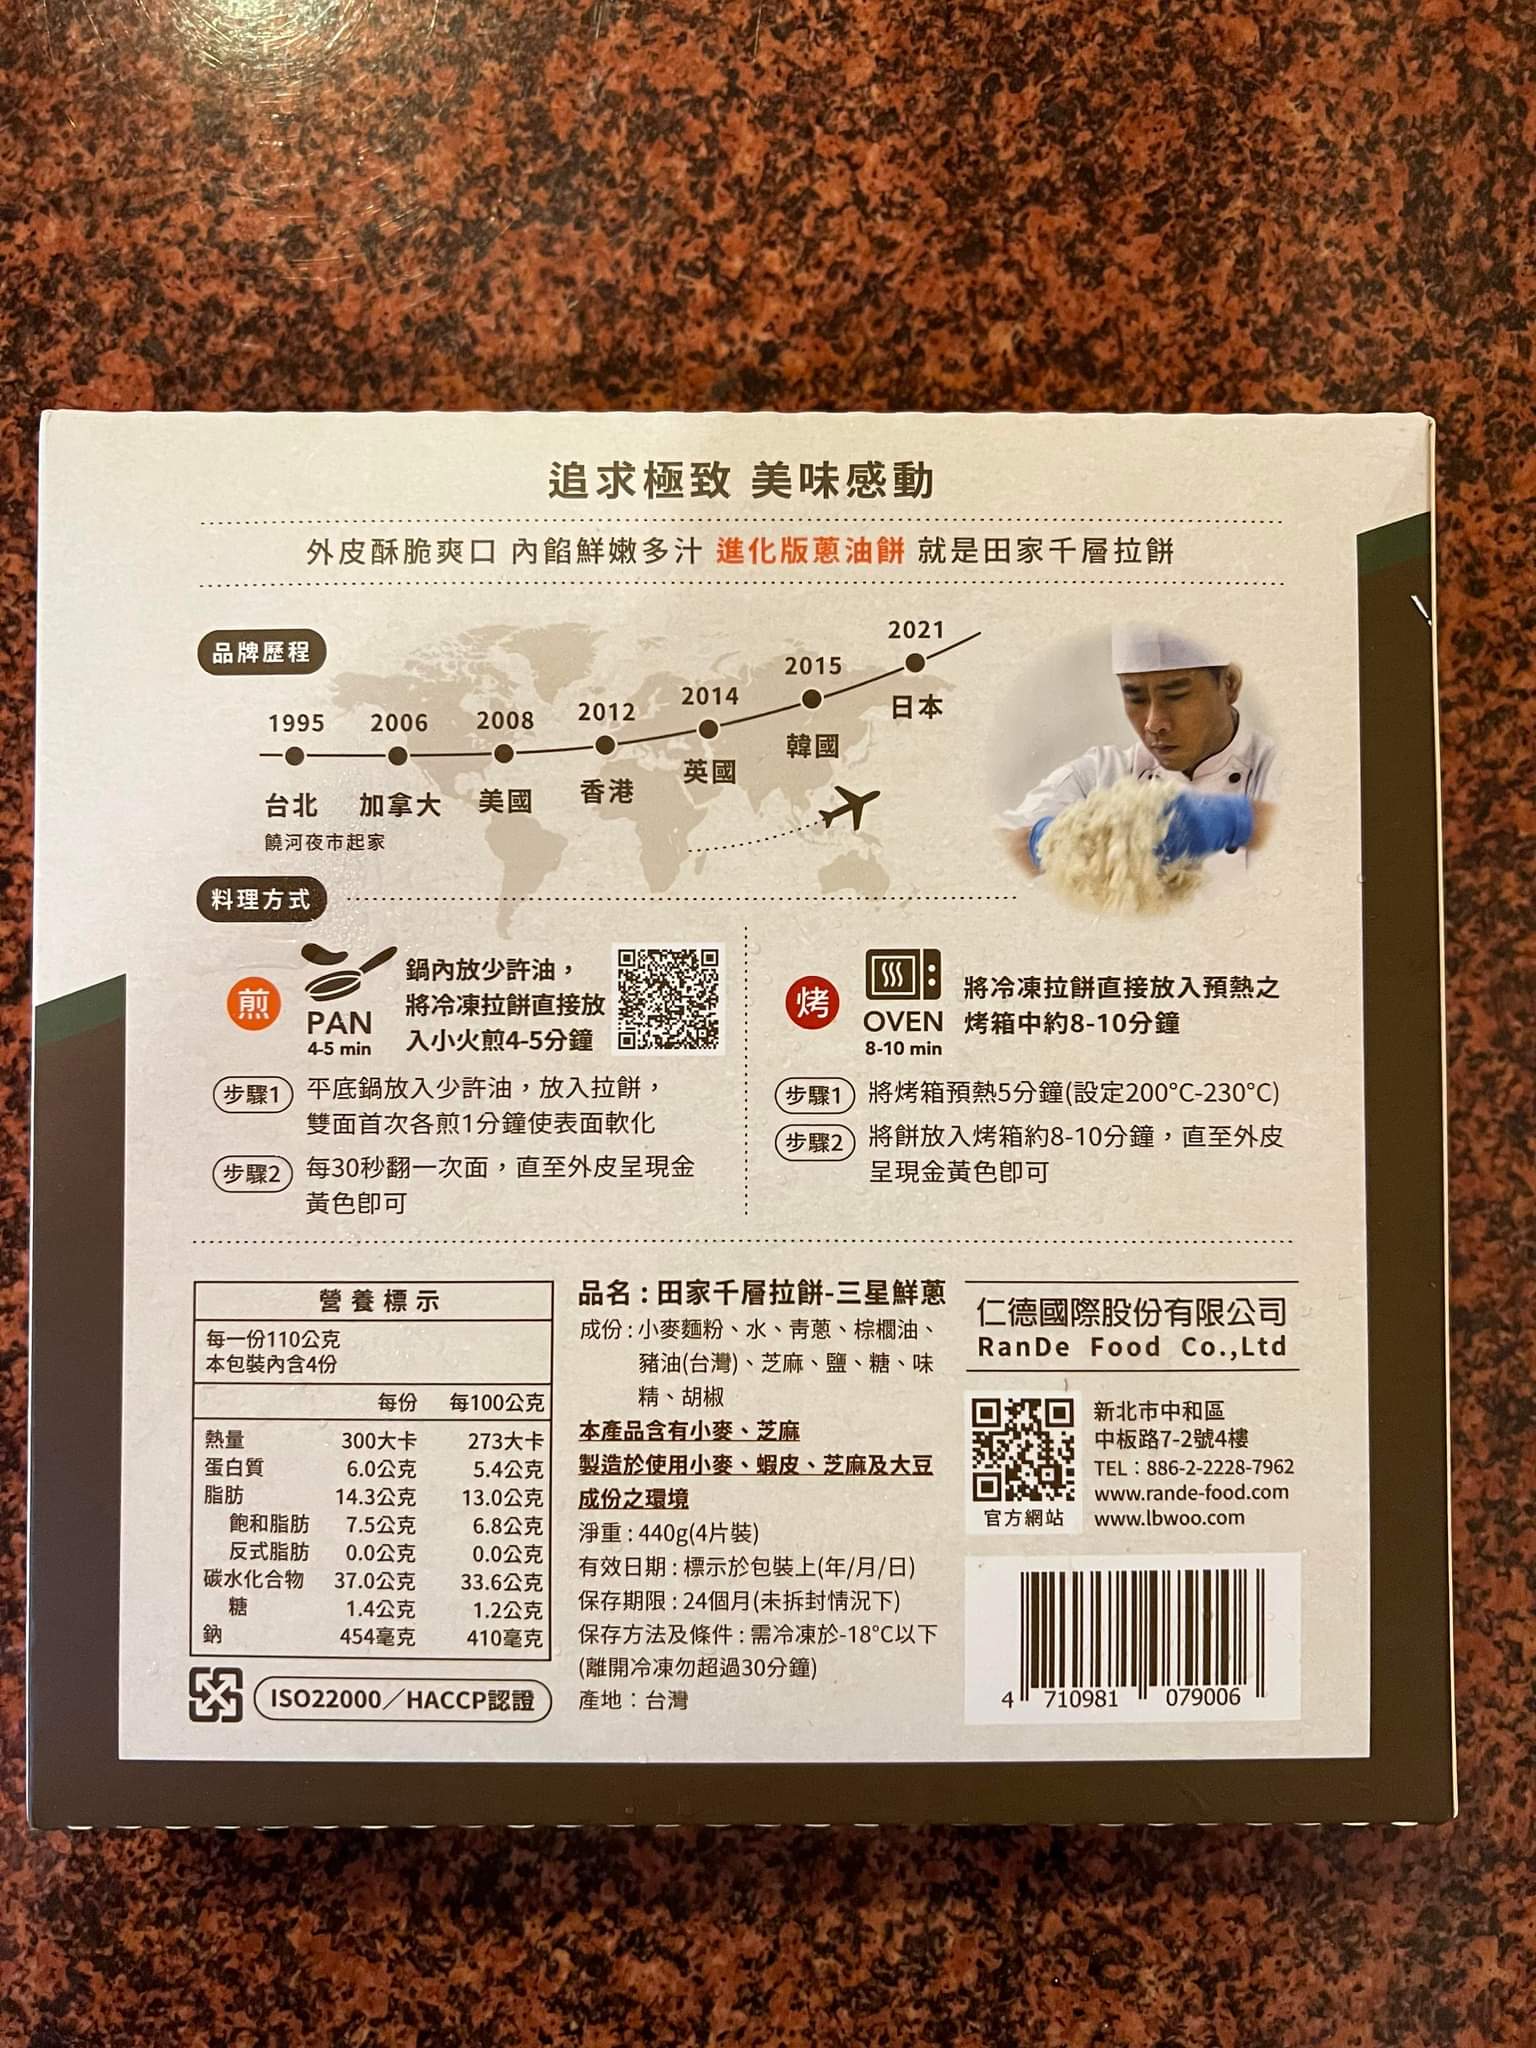 追求極致 美味感動
外皮酥脆爽口 內餡鮮嫩多汁 進化版蔥油餅 就是田家千層拉餅
品牌歷程
1995
2006
2008
2012
2014
2015
2021
台北
加拿大
美國
香港
英國
韓國
日本
饒河夜市起家
料理方式
煎
PAN
4-5 min
鍋內放少許油，
將冷凍拉餅直接放
入小火煎4-5分鐘
步驟1 平底鍋放入少許油，放入拉餅，
雙面首次各煎1分鐘使表面軟化
步驟2 每30秒翻一次面，直至外皮呈現金
黃色即可
烤
OVEN
8-10 min
將冷凍拉餅直接放入預熱之
烤箱中約8-10分鐘
步驟1 將烤箱預熱5分鐘(設定200°C-230°C)
步驟2 將餅放入烤箱約8-10分鐘，直至外皮
呈現金黃色即可
營養標示
每一份110公克
本包裝內含4份
每份 每100公克
熱量 300大卡 273大卡
蛋白質 6.0公克 5.4公克
脂肪 14.3公克 13.0公克
飽和脂肪 7.5公克 6.8公克
反式脂肪 0.0公克 0.0公克
碳水化合物 37.0公克 33.6公克
糖 1.4公克 1.2公克
鈉 454毫克 410毫克
ISO22000／HACCP認證
品名：田家千層拉餅-三星鮮蔥
成份：小麥麵粉、水、青蔥、棕櫚油、
豬油(台灣)、芝麻、鹽、糖、味
精、胡椒
本產品含有小麥、芝麻
製造於使用小麥、蝦皮、芝麻及大豆
成份之環境
淨重：440g(4片裝)
有效日期：標示於包裝上(年/月/日)
保存期限：24個月(未拆封情況下)
保存方法及條件：需冷凍於-18°C以下
(離開冷凍勿超過30分鐘)
產地：台灣
仁德國際股份有限公司
RanDe Food Co.,Ltd
官方網站
新北市中和區
中板路7-2號4樓
TEL：886-2-2228-7962
www.rande-food.com
www.lbwoo.com
4 710981 079006